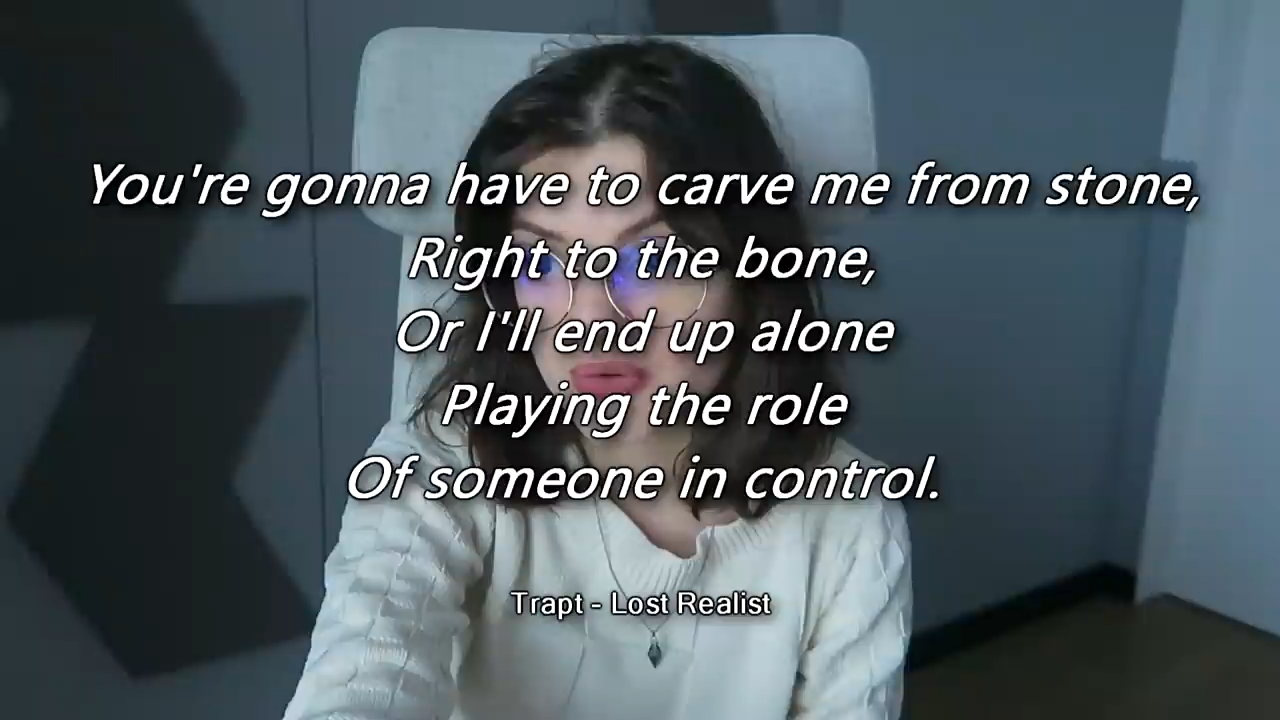 You're gonna have to carve me from stone,
Right to the bone,
Or I'll end up alone
Playing the role
Of someone in control.
Trapt - Lost Realist